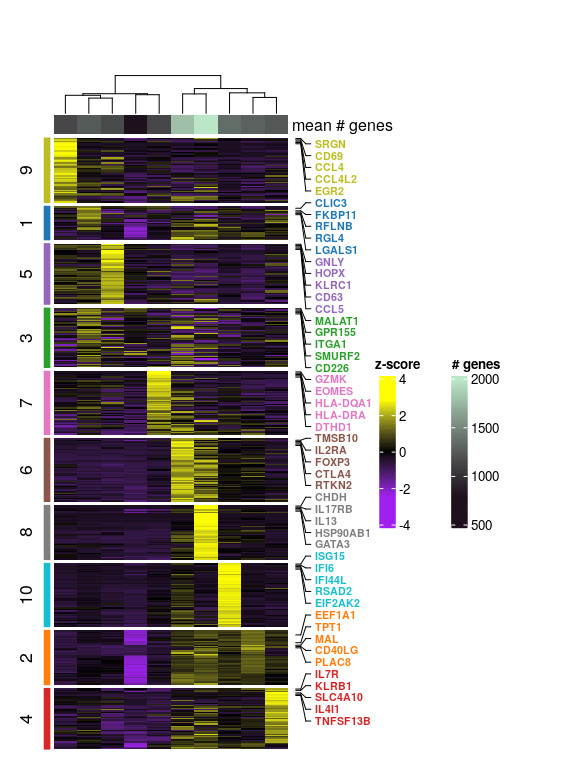 mean # genes
9
SRGN
CD69
CCL4
CCL4L2
EGR2
1
CLIC3
FKBP11
RFLNB
RGL4
LGALS1
5
GNLY
HOPX
KLRC1
CD63
CCL5
3
MALAT1
GPR155
ITGA1
SMURF2
CD226
7
GZMK
EOMES
HLA-DQA1
HLA-DRA
DTHD1
6
TMSB10
IL2RA
FOXP3
CTLA4
RTKN2
8
CHDH
IL17RB
IL13
HSP90AB1
GATA3
10
ISG15
IFI6
IFI44L
RSAD2
EIF2AK2
2
EEF1A1
TPT1
MAL
CD40LG
PLAC8
4
IL7R
KLRB1
SLC4A10
IL4I1
TNFSF13B
z-score
4
2
0
-2
-4
# genes
2000
1500
1000
500